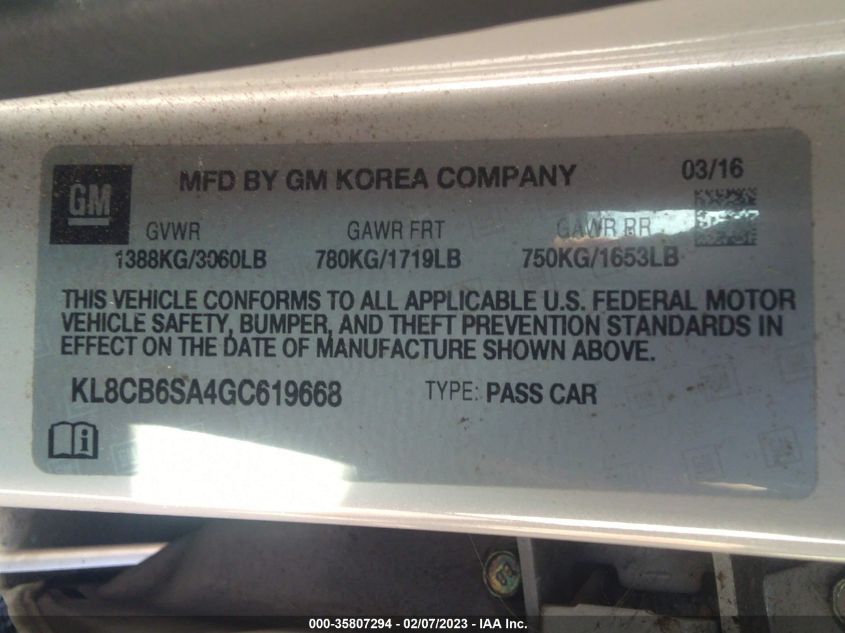 GM
MFD BY GM KOREA COMPANY 03/16
GVWR GAWR FRT GAWR RR
1388KG/3060LB 780KG/1719LB 750KG/1653LB
THIS VEHICLE CONFORMS TO ALL APPLICABLE U.S. FEDERAL MOTOR
VEHICLE SAFETY, BUMPER, AND THEFT PREVENTION STANDARDS IN
EFFECT ON THE DATE OF MANUFACTURE SHOWN ABOVE.
KL8CB6SA4GC619668 TYPE: PASS CAR
000-35807294 - 02/07/2023 - IAA Inc.